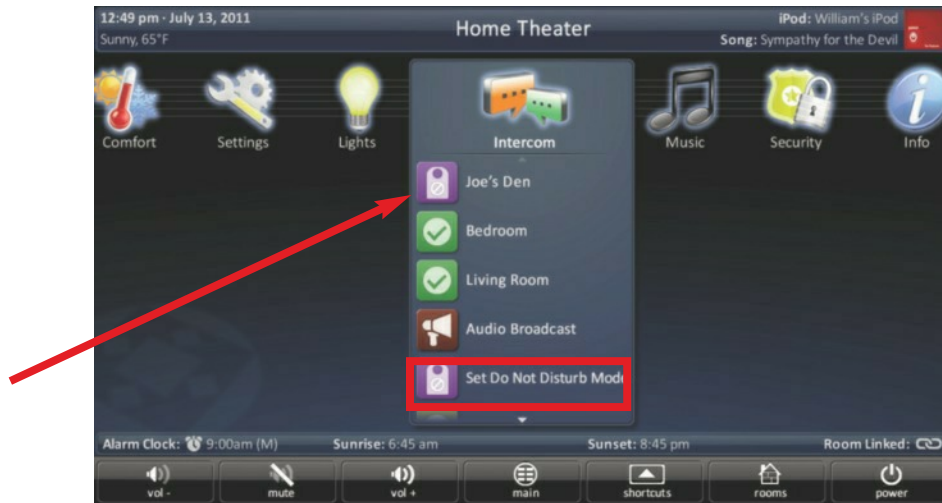 12:49 pm - July 13, 2011
Sunny, 65°F
Home Theater
iPod: William's iPod
Song: Sympathy for the Devil
Comfort
Settings
Lights
Intercom
Music
Security
Info
Joe's Den
Bedroom
Living Room
Audio Broadcast
Set Do Not Disturb Mode
Alarm Clock: 9:00am (M)
Sunrise: 6:45 am
Sunset: 8:45 pm
Room Linked:
vol -
mute
vol +
main
shortcuts
rooms
power